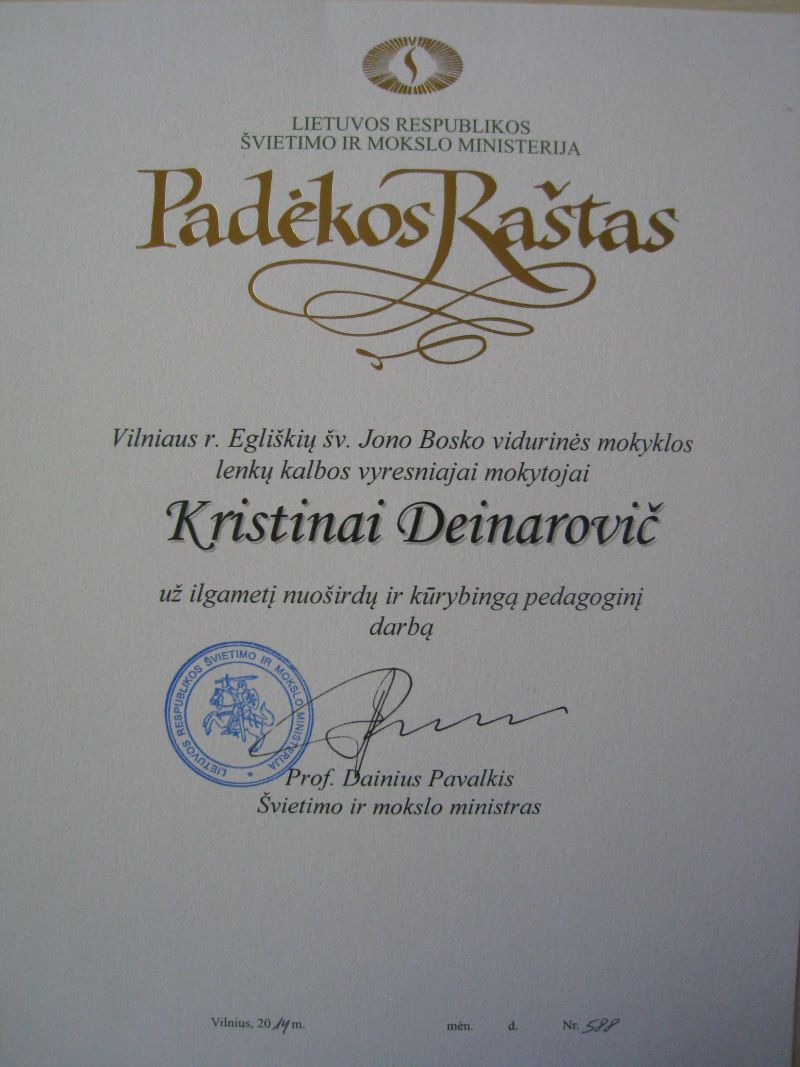 LIETUVOS RESPUBLIKOS
ŠVIETIMO IR MOKSLO MINISTERIJA
Padėkos Raštas
Vilniaus r. Egliškių šv. Jono Bosko vidurinės mokyklos
lenkų kalbos vyresniajai mokytojai
Kristinai Deinarovič
už ilgametį nuoširdų ir kūrybingą pedagoginį
darbą
LIETUVOS RESPUBLIKOS ŠVIETIMO IR MOKSLO MINISTERIJA
Prof. Dainius Pavalkis
Švietimo ir mokslo ministras
Vilnius, 2014 m. mėn. d. Nr. 588